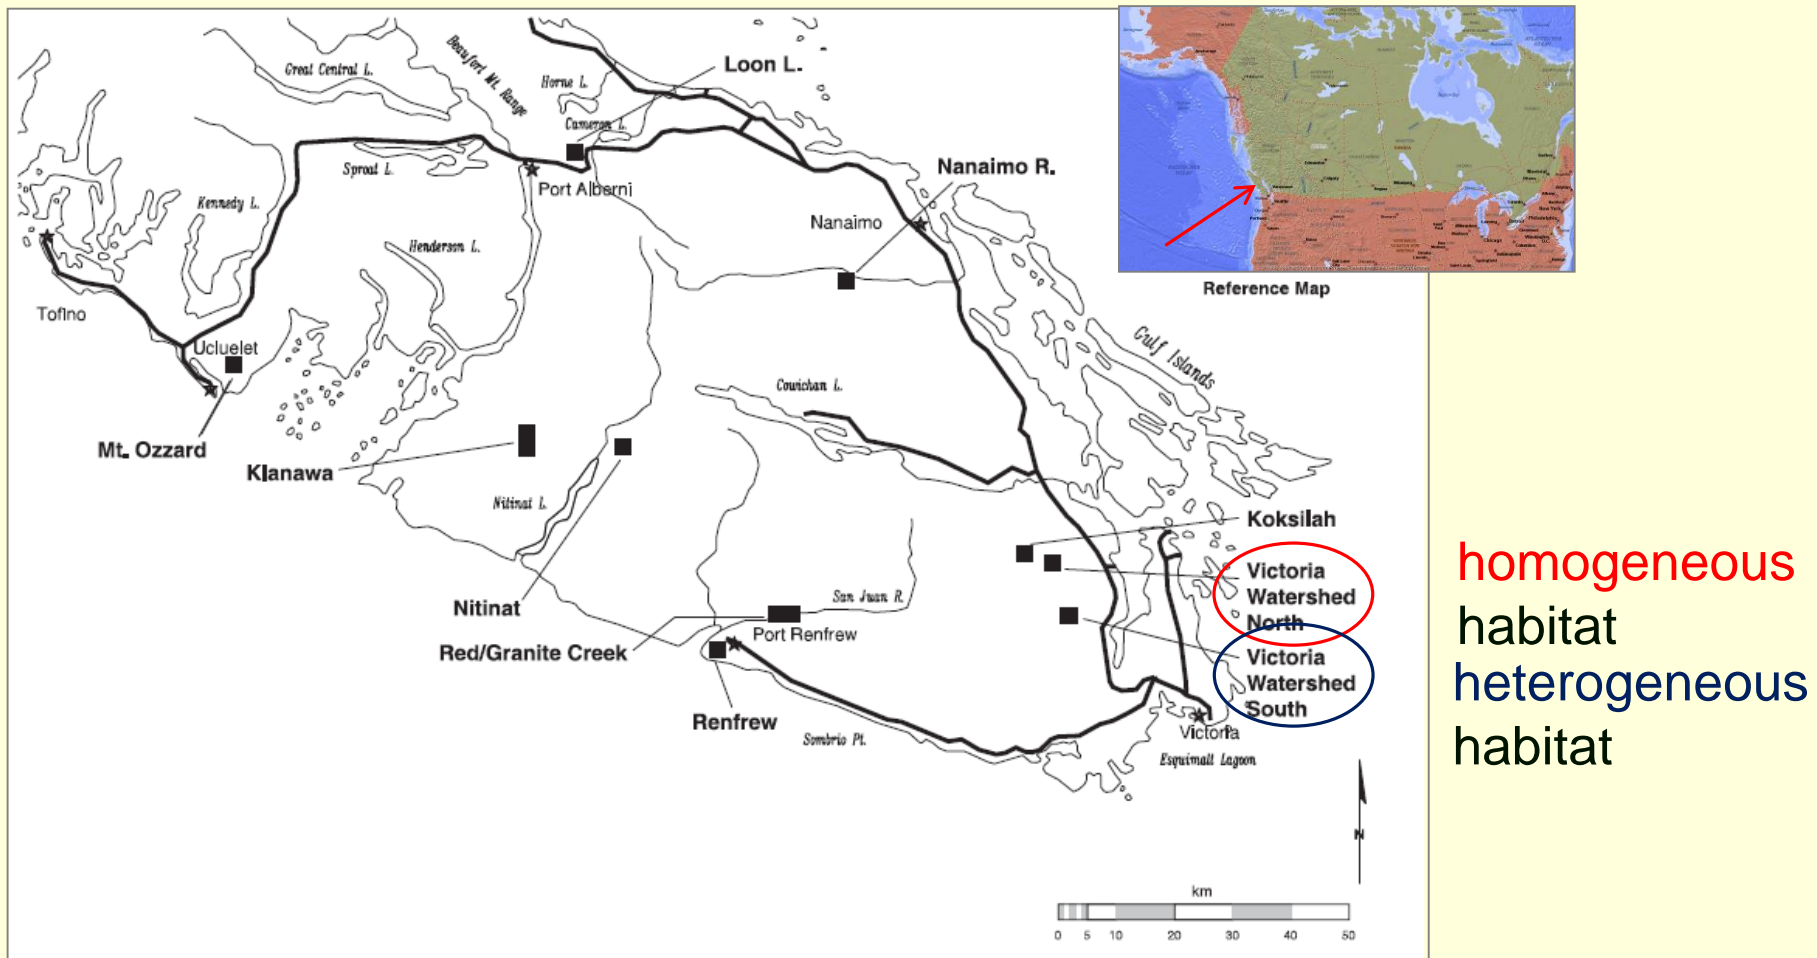 Great Central L.
Beaufort Mt. Range
Horne L.
Loon L.
Cameron L.
Sproat L.
Port Alberni
Nanaimo R.
Kennedy L.
Henderson L.
Nanaimo
Reference Map
Tofino
Ucluelet
Gulf Islands
Cowichan L.
Mt. Ozzard
Klanawa
Nitinat L.
Koksilah
Victoria
Watershed
North
homogeneous
habitat
Nitinat
San Juan R.
Port Renfrew
Red/Granite Creek
Victoria
Watershed
South
heterogeneous
habitat
Renfrew
Sombrio Pt.
Victoria
Esquimalt Lagoon
N
km
0 5 10 20 30 40 50